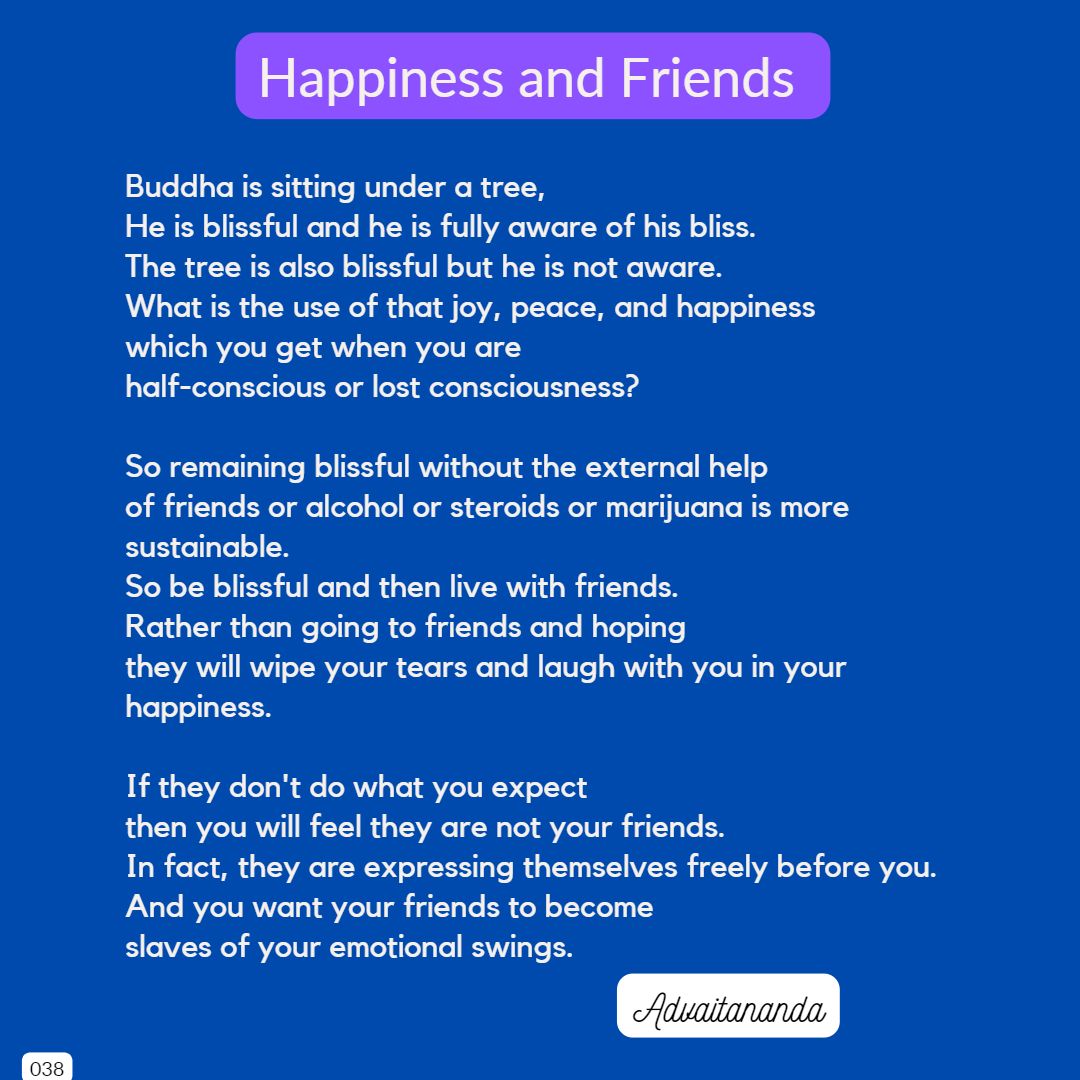 Happiness and Friends
Buddha is sitting under a tree,
He is blissful and he is fully aware of his bliss.
The tree is also blissful but he is not aware.
What is the use of that joy, peace, and happiness
which you get when you are
half-conscious or lost consciousness?
So remaining blissful without the external help
of friends or alcohol or steroids or marijuana is more
sustainable.
So be blissful and then live with friends.
Rather than going to friends and hoping
they will wipe your tears and laugh with you in your
happiness.
If they don't do what you expect
then you will feel they are not your friends.
In fact, they are expressing themselves freely before you.
And you want your friends to become
slaves of your emotional swings.
Advaitananda
038